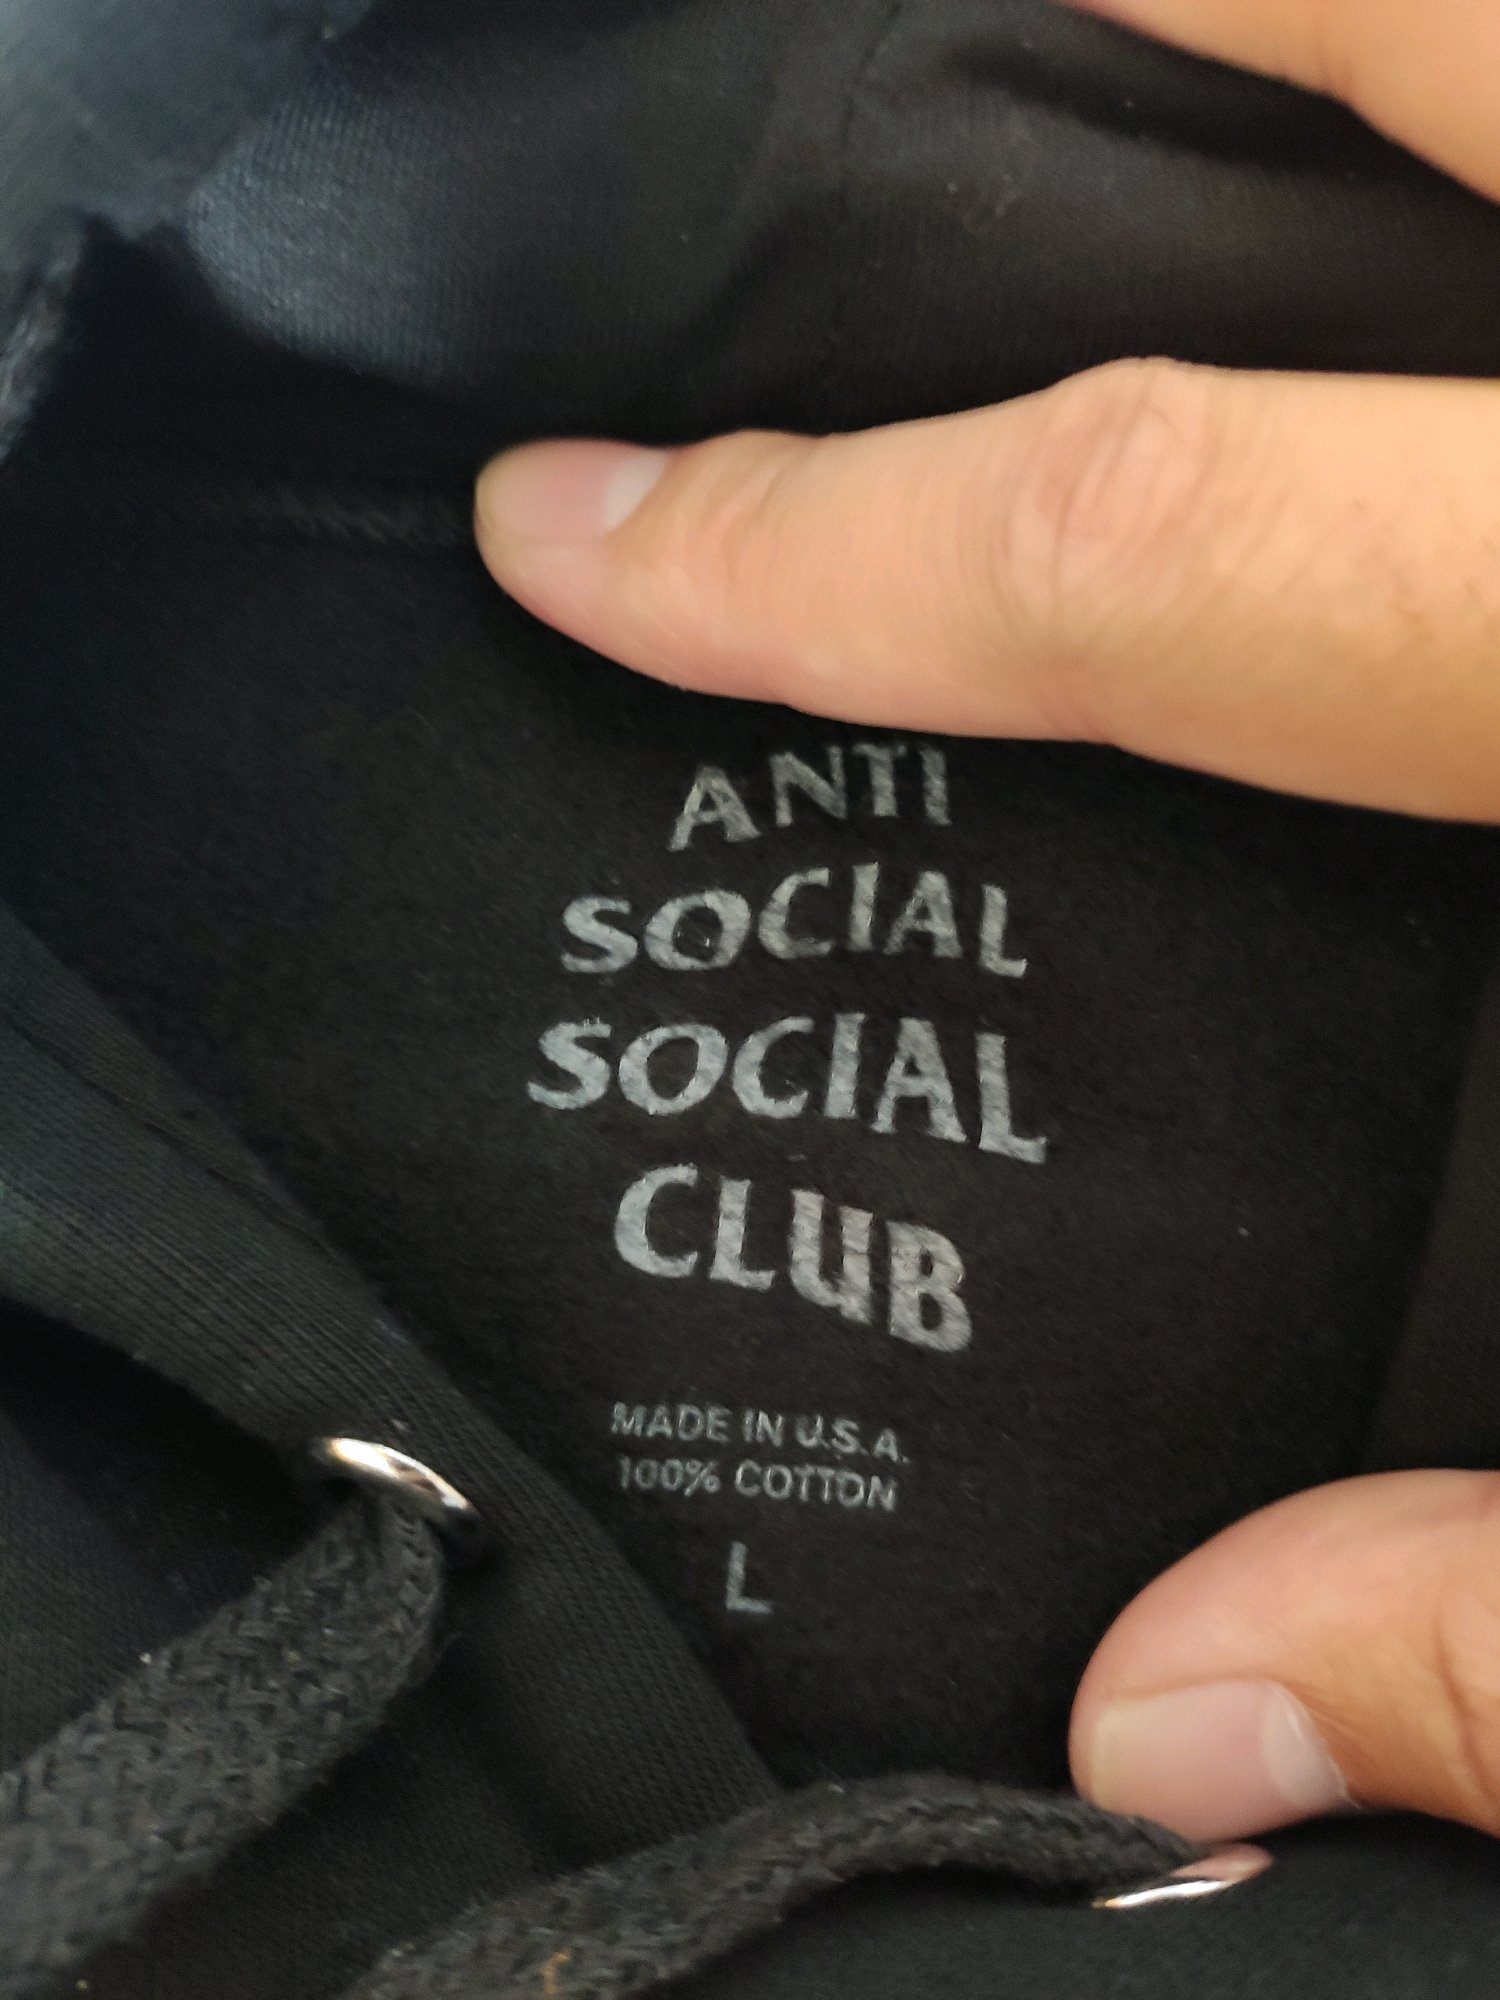 ANTI
SOCIAL
SOCIAL
CLUB
MADE IN U.S.A.
100% COTTON
L